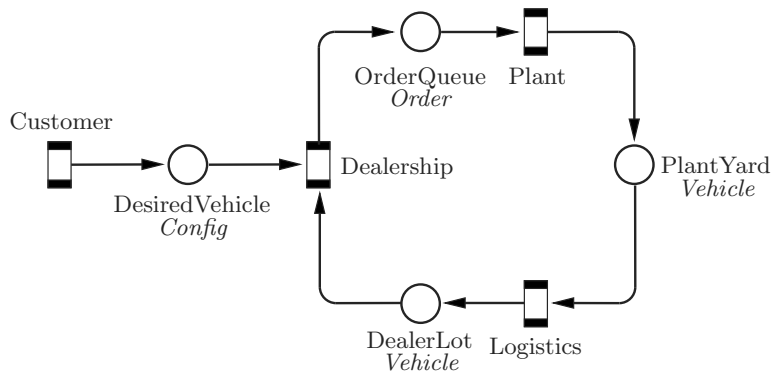 OrderQueue
Order
Plant
Customer
Dealership
PlantYard
Vehicle
DesiredVehicle
Config
DealerLot
Vehicle
Logistics